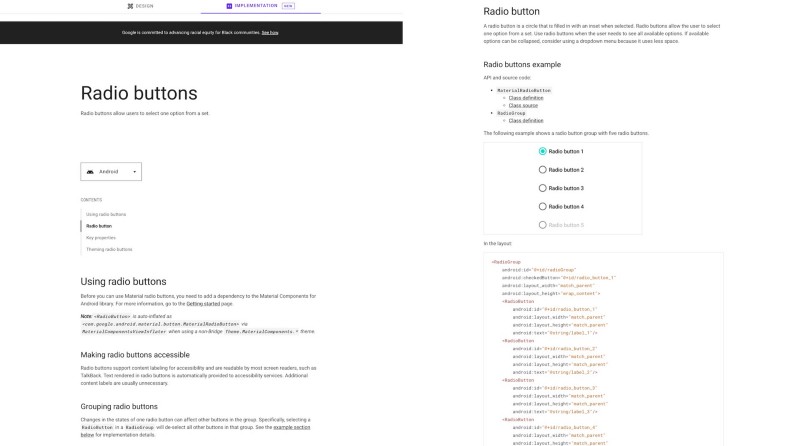 DESIGN
IMPLEMENTATION NEW
Google is committed to advancing racial equity for Black communities. See how.
Radio buttons
Radio buttons allow users to select one option from a set.
Android
CONTENTS
Using radio buttons
Radio button
Key properties
Theming radio buttons
Using radio buttons
Before you can use Material radio buttons, you need to add a dependency to the Material Components for
Android library. For more information, go to the Getting started page.
Note: <RadioButton> is auto-inflated as
<com.google.android.material.button.MaterialRadioButton> via
MaterialComponentsViewInflater when using a non-Bridge Theme.MaterialComponents.* theme.
Making radio buttons accessible
Radio buttons support content labeling for accessibility and are readable by most screen readers, such as
TalkBack. Text rendered in radio buttons is automatically provided to accessibility services. Additional
content labels are usually unnecessary.
Grouping radio buttons
Changes in the states of one radio button can affect other buttons in the group. Specifically, selecting a
RadioButton in a RadioGroup will de-select all other buttons in that group. See the example section
below for implementation details.
Radio button
A radio button is a circle that is filled in with an inset when selected. Radio buttons allow the user to select
one option from a set. Use radio buttons when the user needs to see all available options. If available
options can be collapsed, consider using a dropdown menu because it uses less space.
Radio buttons example
API and source code:
MaterialRadioButton
Class definition
Class source
RadioGroup
Class definition
The following example shows a radio button group with five radio buttons.
Radio button 1
Radio button 2
Radio button 3
Radio button 4
Radio button 5
In the layout:
<RadioGroup
android:id="@+id/radioGroup"
android:checkedButton="@+id/radio_button_1"
android:layout_width="match_parent"
android:layout_height="wrap_content">
<RadioButton
android:id="@+id/radio_button_1"
android:layout_width="match_parent"
android:layout_height="match_parent"
android:text="@string/label_1"/>
<RadioButton
android:id="@+id/radio_button_2"
android:layout_width="match_parent"
android:layout_height="match_parent"
android:text="@string/label_2"/>
<RadioButton
android:id="@+id/radio_button_3"
android:layout_width="match_parent"
android:layout_height="match_parent"
android:text="@string/label_3"/>
<RadioButton
android:id="@+id/radio_button_4"
android:layout_width="match_parent"
android:layout_height="match_parent"